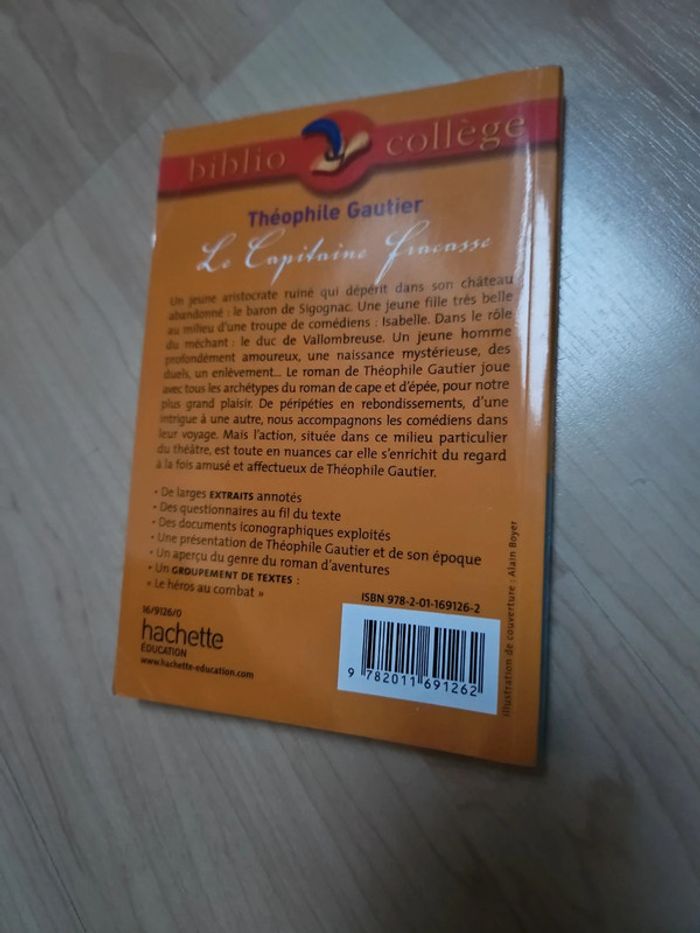 biblio collège
Théophile Gautier
Le Capitaine fracasse
Un jeune aristocrate ruiné qui dépérit dans son château
abandonné : le baron de Sigognac. Une jeune fille très belle
au milieu d'une troupe de comédiens : Isabelle. Dans le rôle
du méchant : le duc de Vallombreuse. Un jeune homme
profondément amoureux, une naissance mystérieuse, des
duels, un enlèvement... Le roman de Théophile Gautier joue
avec tous les archétypes du roman de cape et d'épée, pour notre
plus grand plaisir. De péripéties en rebondissements, d'une
intrigue à une autre, nous accompagnons les comédiens dans
leur voyage. Mais l'action, située dans ce milieu particulier
du théâtre, est toute en nuances car elle s'enrichit du regard
à la fois amusé et affectueux de Théophile Gautier.
• De larges EXTRAITS annotés
• Des questionnaires au fil du texte
• Des documents iconographiques exploités
• Une présentation de Théophile Gautier et de son époque
• Un aperçu du genre du roman d'aventures
• Un GROUPEMENT DE TEXTES :
« Le héros au combat »
16/9126/0
hachette
ÉDUCATION
www.hachette-education.com
ISBN 978-2-01-169126-2
9 782011 691262
Illustration de couverture : Alain Boyer